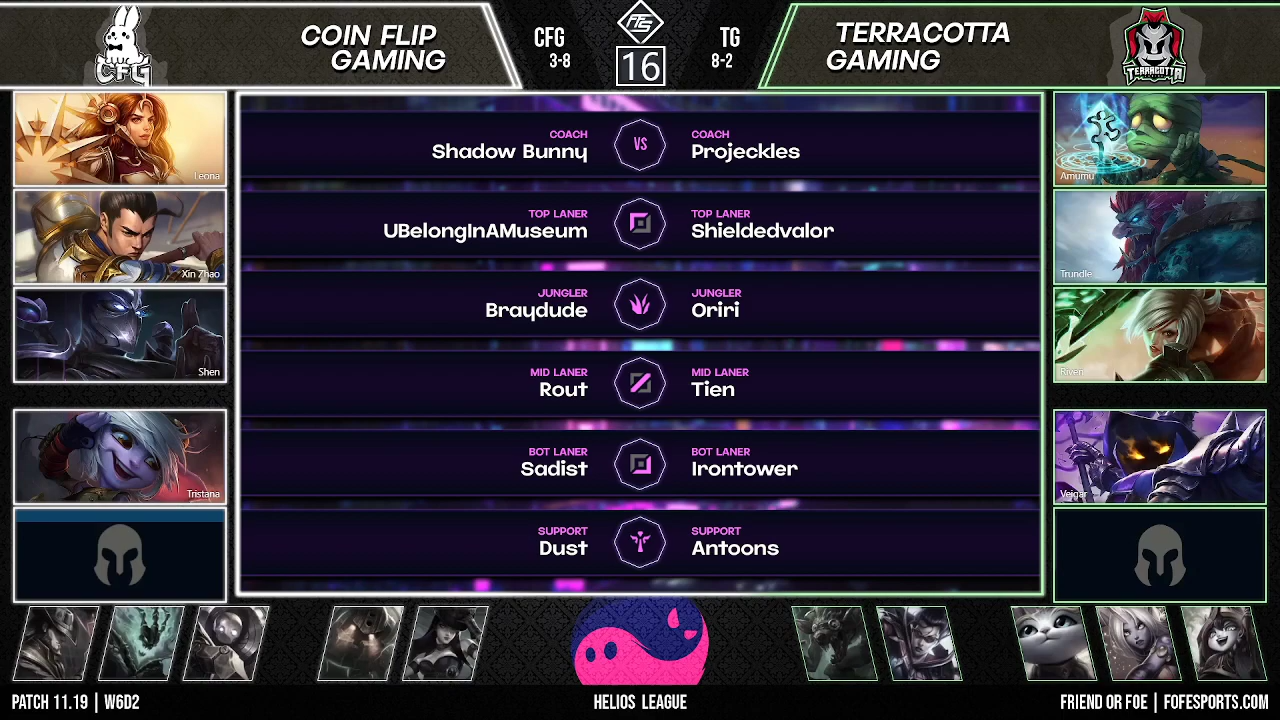 COIN FLIP
GAMING
CFG
CFG
3-8
FFS
16
TG
8-2
TERRACOTTA
GAMING
TERRACOTTA
Leona
Xin Zhao
Shen
Tristana
COACH
Shadow Bunny
VS
COACH
Projeckles
TOP LANER
UBelongInAMuseum
TOP LANER
Shieldedvalor
JUNGLER
Braydude
JUNGLER
Oriri
MID LANER
Rout
MID LANER
Tien
BOT LANER
Sadist
BOT LANER
Irontower
SUPPORT
Dust
SUPPORT
Antoons
Amumu
Trundle
Riven
Veigar
PATCH 11.19 | W6D2
HELIOS LEAGUE
FRIEND OR FOE | FOFESPORTS.COM